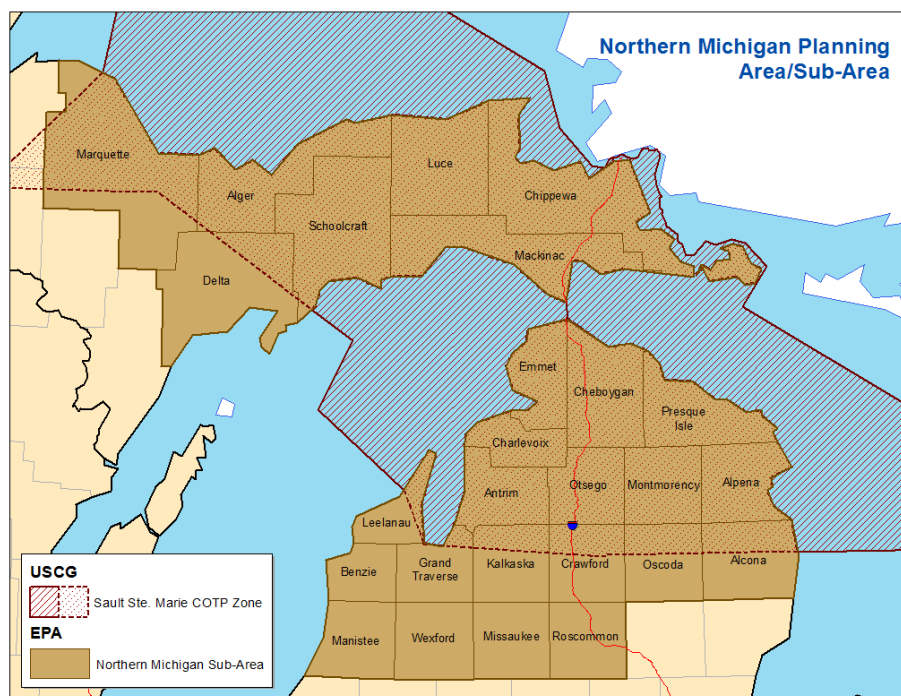 Northern Michigan Planning
Area/Sub-Area
Marquette
Alger
Luce
Chippewa
Schoolcraft
Mackinac
Delta
Emmet
Cheboygan
Presque
Isle
Charlevoix
Antrim
Otsego
Montmorency
Alpena
Leelanau
Benzie
Grand
Traverse
Kalkaska
Crawford
Oscoda
Alcona
Manistee
Wexford
Missaukee
Roscommon
USCG
Sault Ste. Marie COTP Zone
EPA
Northern Michigan Sub-Area